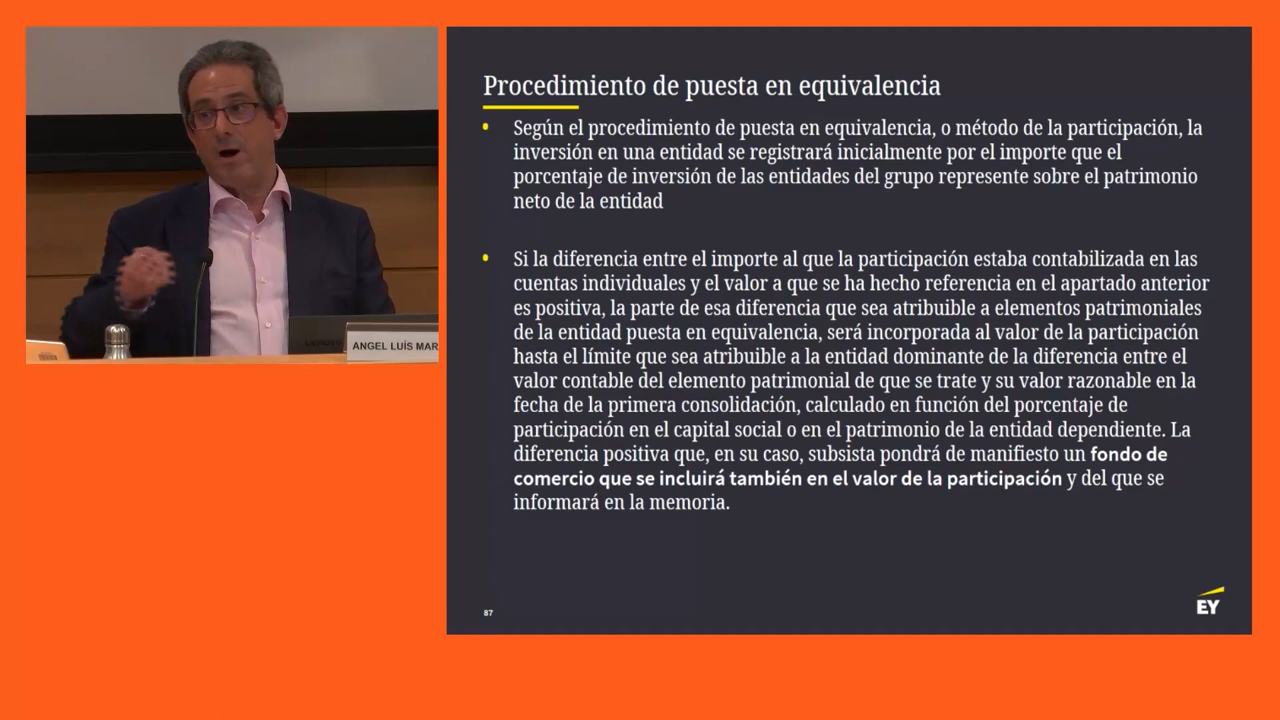 Procedimiento de puesta en equivalencia
Según el procedimiento de puesta en equivalencia, o método de la participación, la
inversión en una entidad se registrará inicialmente por el importe que el
porcentaje de inversión de las entidades del grupo represente sobre el patrimonio
neto de la entidad
Si la diferencia entre el importe al que la participación estaba contabilizada en las
cuentas individuales y el valor a que se ha hecho referencia en el apartado anterior
es positiva, la parte de esa diferencia que sea atribuible a elementos patrimoniales
de la entidad puesta en equivalencia, será incorporada al valor de la participación
hasta el límite que sea atribuible a la entidad dominante de la diferencia entre el
valor contable del elemento patrimonial de que se trate y su valor razonable en la
fecha de la primera consolidación, calculado en función del porcentaje de
participación en el capital social o en el patrimonio de la entidad dependiente. La
diferencia positiva que, en su caso, subsista pondrá de manifiesto un fondo de
comercio que se incluirá también en el valor de la participación y del que se
informará en la memoria.
87
EY
ANGEL LUÍS MAR